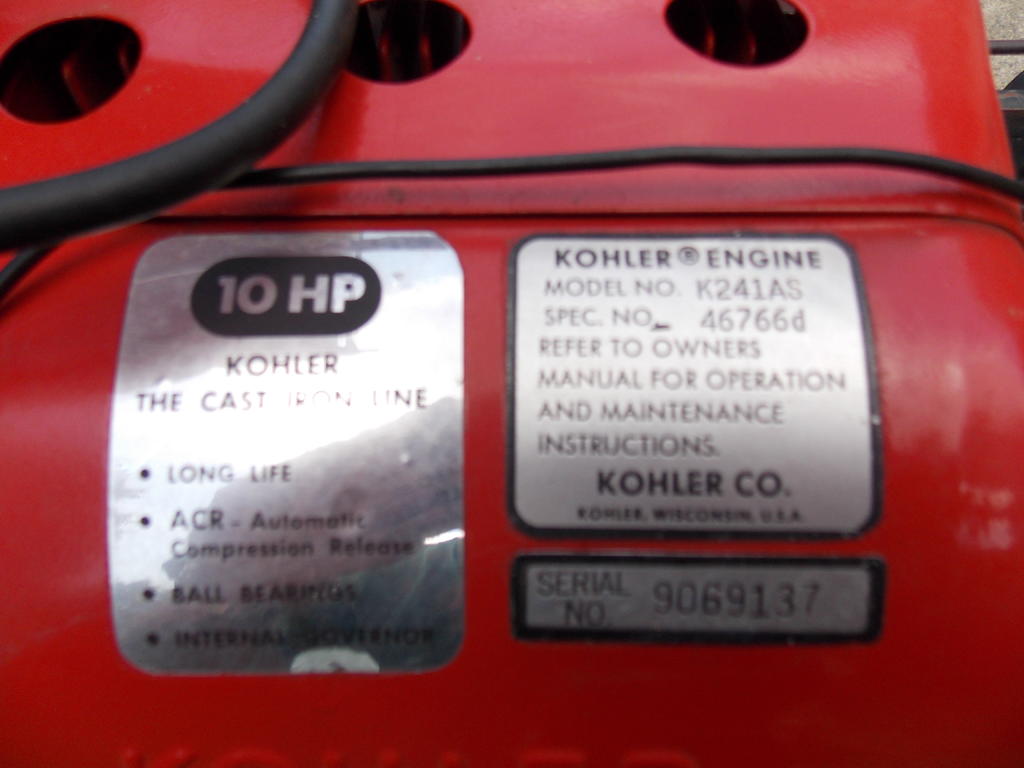 10 HP
KOHLER
THE CAST IRON LINE
• LONG LIFE
• ACR - Automatic
Compression Release
• BALL BEARINGS
• INTERNAL GOVERNOR
KOHLER® ENGINE
MODEL NO. K241AS
SPEC. NO. 46766d
REFER TO OWNERS
MANUAL FOR OPERATION
AND MAINTENANCE
INSTRUCTIONS.
KOHLER CO.
KOHLER, WISCONSIN, U.S.A.
SERIAL
NO. 9069137
KOHLER